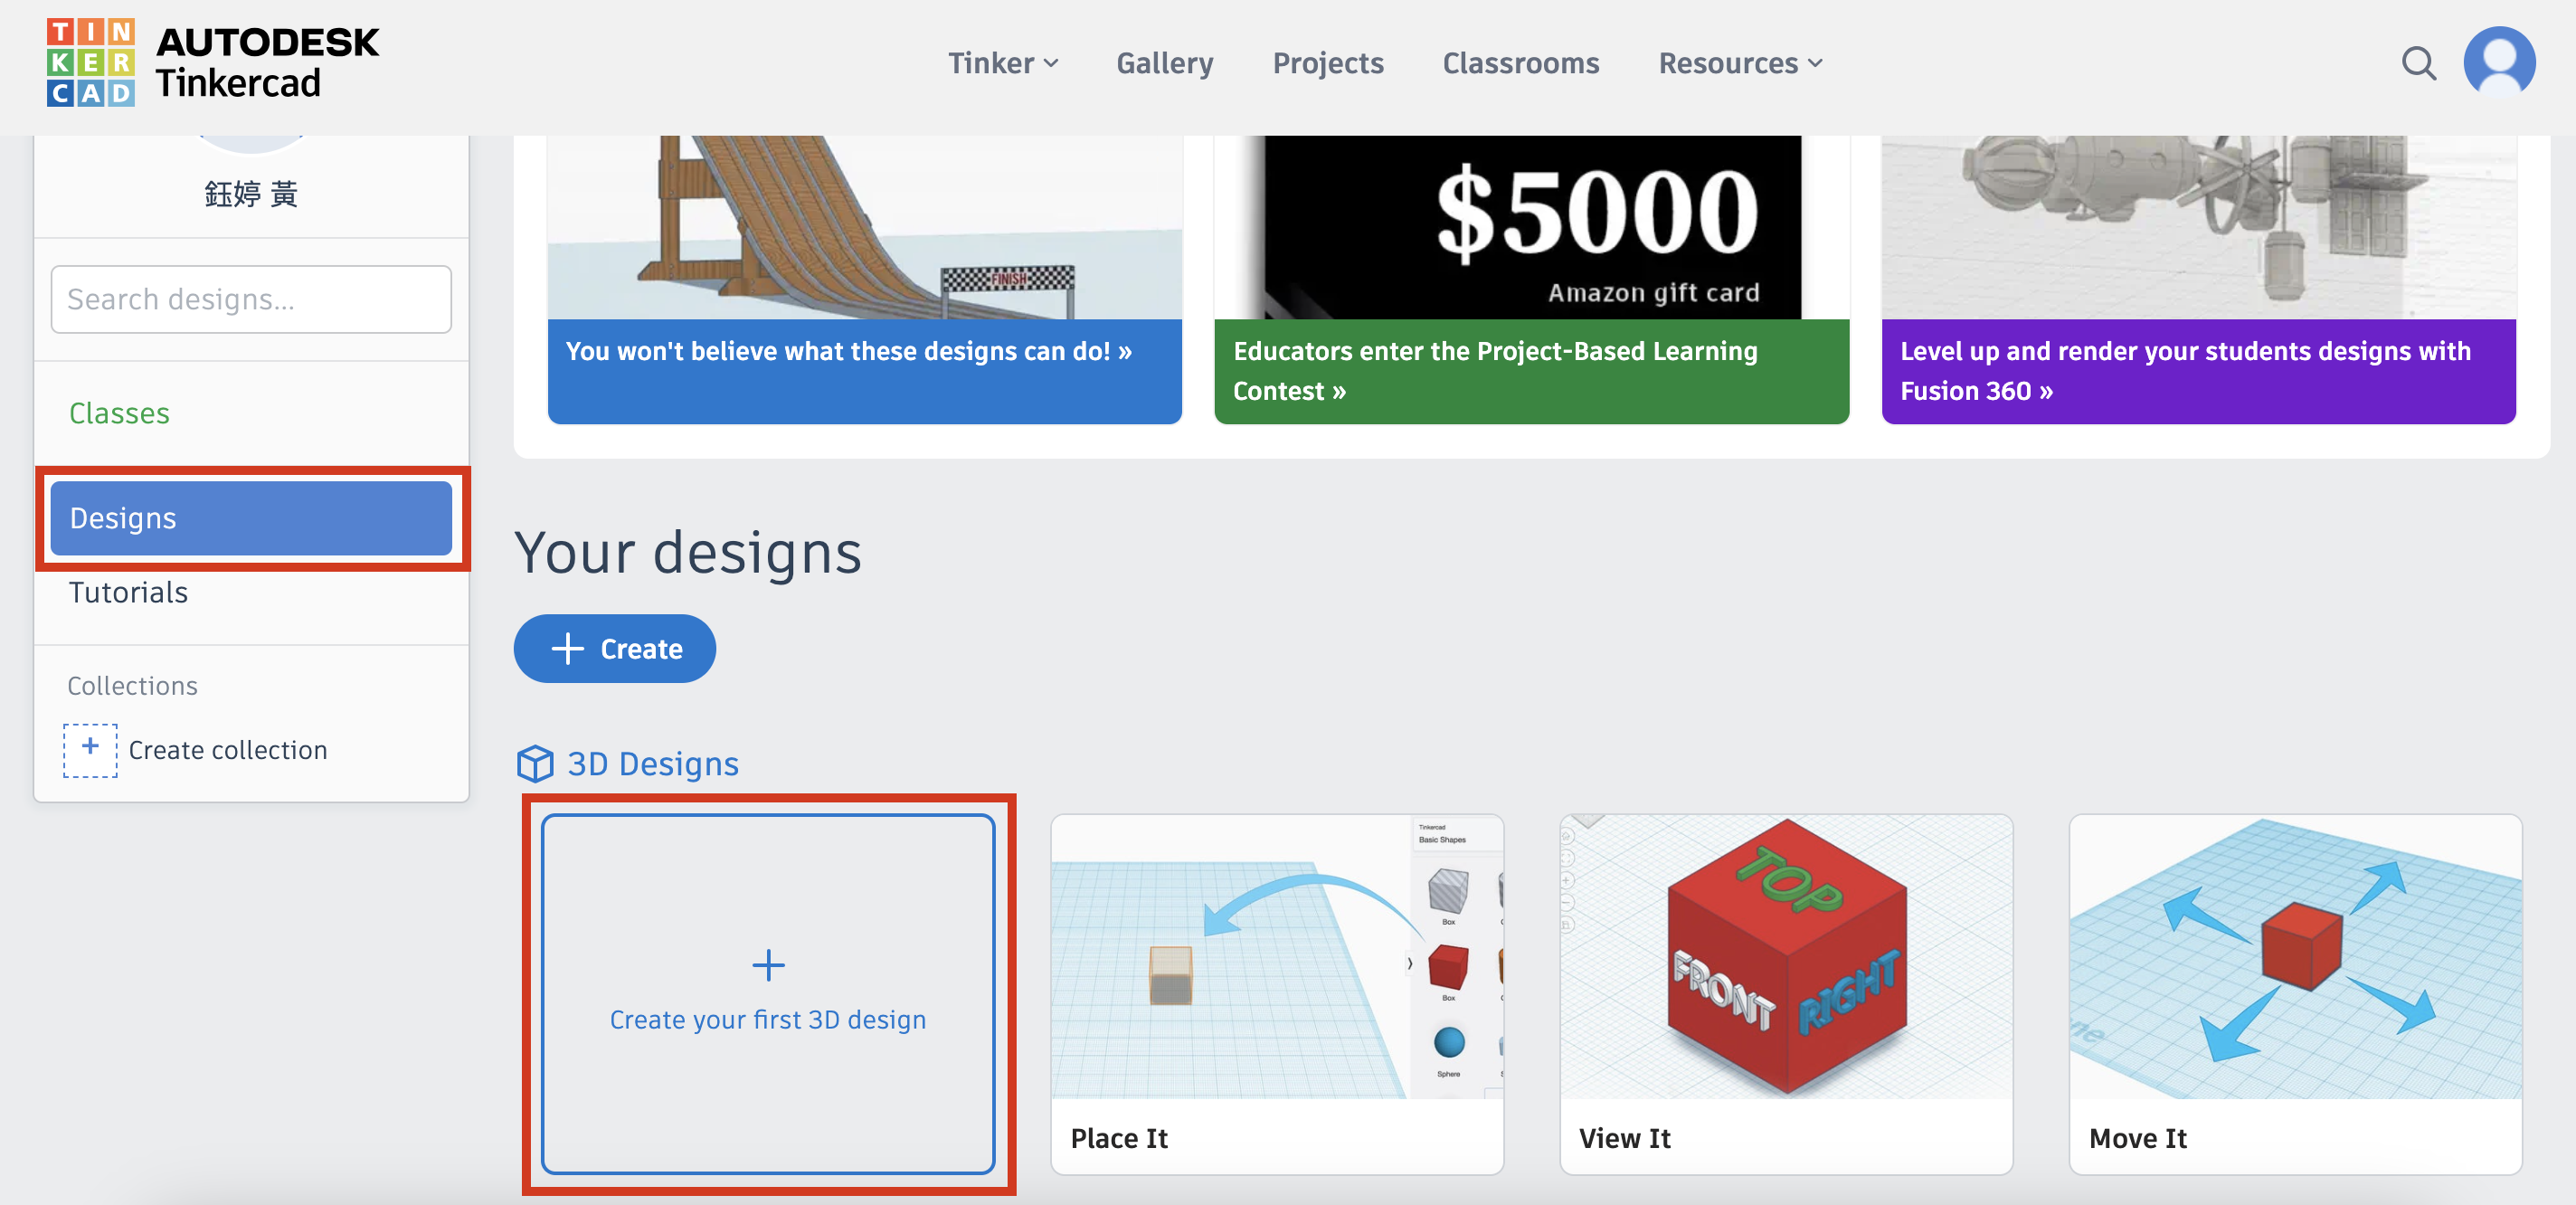 TIN
KER
CAD
AUTODESK
Tinkercad
Tinker
Gallery
Projects
Classrooms
Resources
鈺婷 黃
Search designs...
Classes
Designs
Tutorials
Collections
+ Create collection
FINISH
You won't believe what these designs can do! »
$5000
Amazon gift card
Educators enter the Project-Based Learning
Contest »
Level up and render your students designs with
Fusion 360 »
Your designs
+ Create
3D Designs
+
Create your first 3D design
Tinkercad
Basic Shapes
Box
Box
Sphere
Place It
TOP
FRONT
RIGHT
View It
Move It